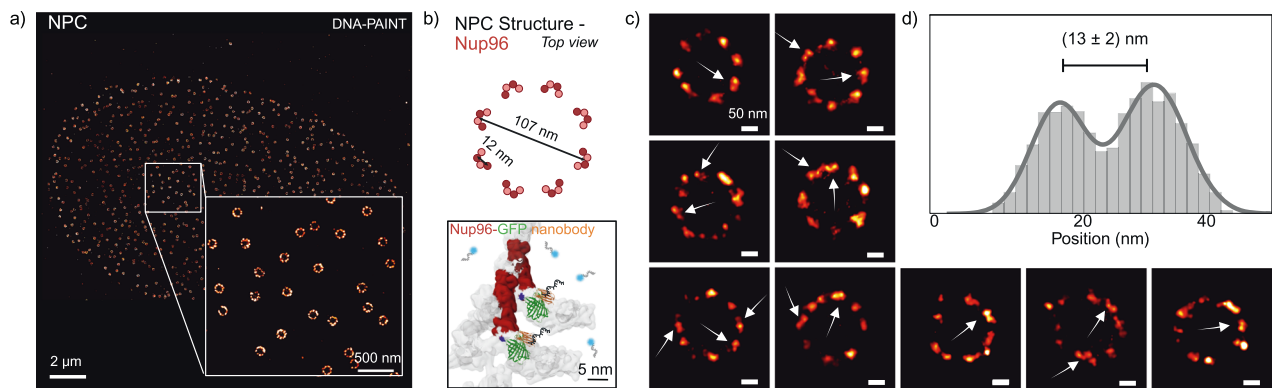 a)
NPC
DNA-PAINT
2 μm
500 nm
b)
NPC Structure -
Nup96
Top view
107 nm
12 nm
Nup96-GFP nanobody
5 nm
c)
50 nm
d)
(13 ± 2) nm
0
20
40
Position (nm)